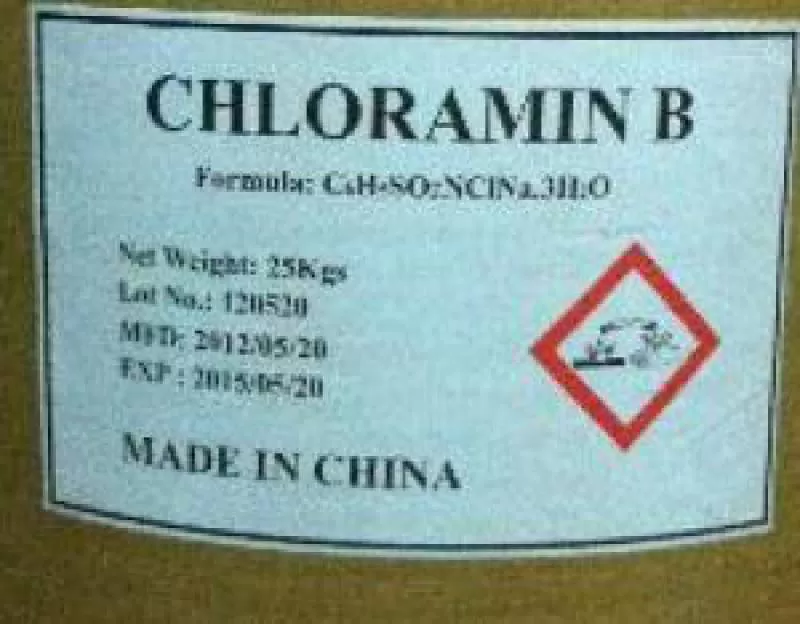 CHLORAMIN B
Formula: C₆H₅SO₂NClNa.3H₂O
Net Weight: 25Kgs
Lot No.: 120520
MFD: 2012/05/20
EXP : 2015/05/20
MADE IN CHINA